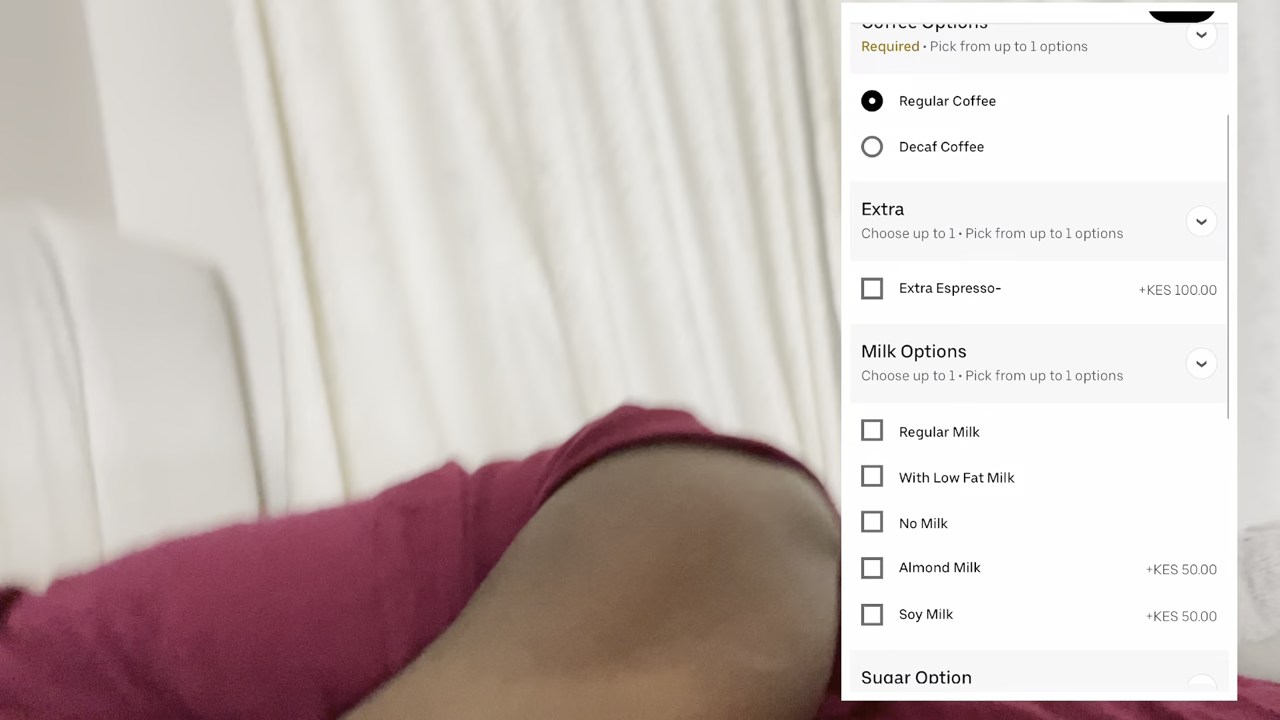 Coffee Options
Required • Pick from up to 1 options
Regular Coffee
Decaf Coffee
Extra
Choose up to 1 • Pick from up to 1 options
Extra Espresso-
+KES 100.00
Milk Options
Choose up to 1 • Pick from up to 1 options
Regular Milk
With Low Fat Milk
No Milk
Almond Milk
+KES 50.00
Soy Milk
+KES 50.00
Sugar Option